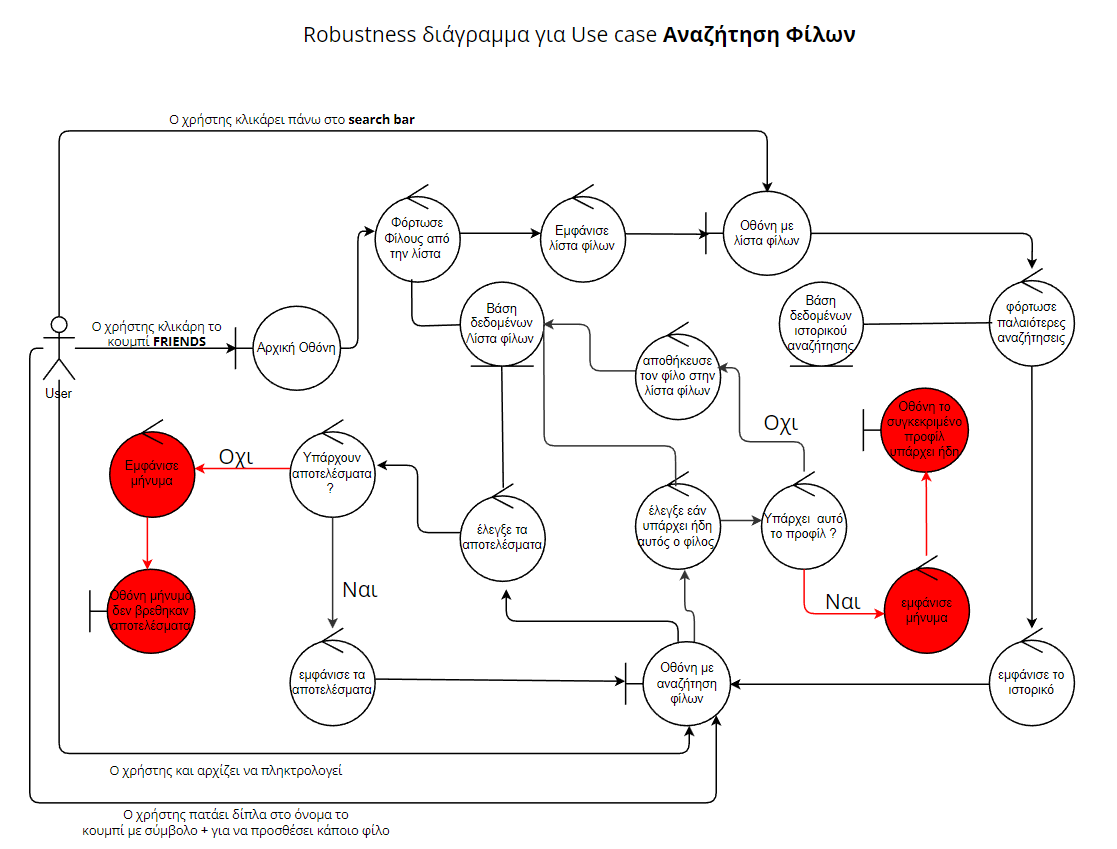 Robustness διάγραμμα για Use case Αναζήτηση Φίλων
Ο χρήστης κλικάρει πάνω στο search bar
Φόρτωσε
Φίλους από
την λίστα
Εμφάνισε
λίστα φίλων
Οθόνη με
λίστα φίλων
Ο χρήστης κλικάρη το
κουμπί FRIENDS
Αρχική Οθόνη
Βάση
δεδομένων
Λίστα φίλων
Βάση
δεδομένων
ιστορικού
αναζήτησης
φόρτωσε
παλαιότερες
αναζητήσεις
User
αποθήκευσε
τον φίλο στην
λίστα φίλων
Οχι
Οθόνη το
συγκεκριμένο
προφίλ
υπάρχει ήδη
Εμφάνισε
μήνυμα
Οχι
Υπάρχουν
αποτελέσματα
?
έλεγξε τα
αποτελέσματα
έλεγξε εάν
υπάρχει ήδη
αυτός ο φίλος
Υπάρχει αυτό
το προφίλ ?
Ναι
Ναι
Οθόνη μήνυμα
δεν βρεθηκαν
αποτελέσματα
εμφάνισε
μήνυμα
εμφάνισε τα
αποτελέσματα
Οθόνη με
αναζήτηση
φίλων
εμφάνισε το
ιστορικό
Ο χρήστης και αρχίζει να πληκτρολογεί
Ο χρήστης πατάει δίπλα στο όνομα το
κουμπί με σύμβολο + για να προσθέσει κάποιο φίλο